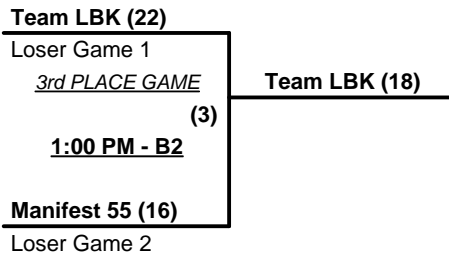 Team LBK (22)
Loser Game 1
3rd PLACE GAME
Team LBK (18)
(3)
1:00 PM - B2
Manifest 55 (16)
Loser Game 2